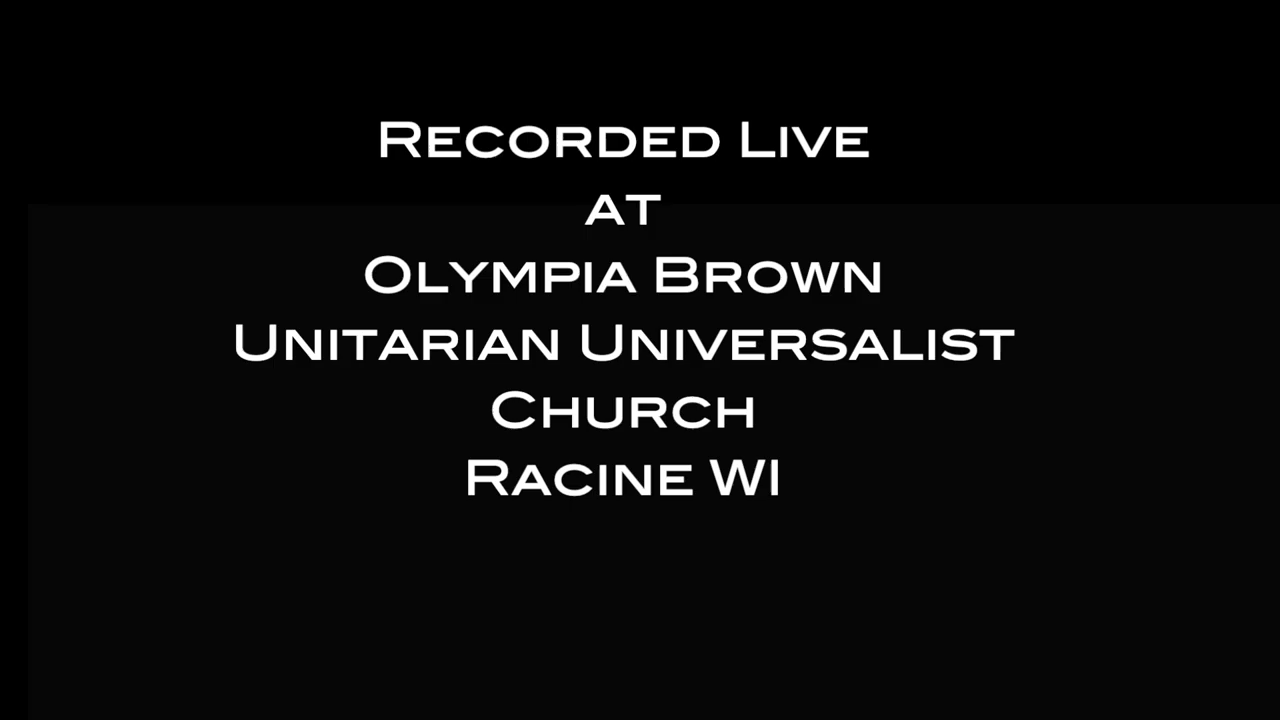 Recorded Live
at
Olympia Brown
Unitarian Universalist
Church
Racine WI